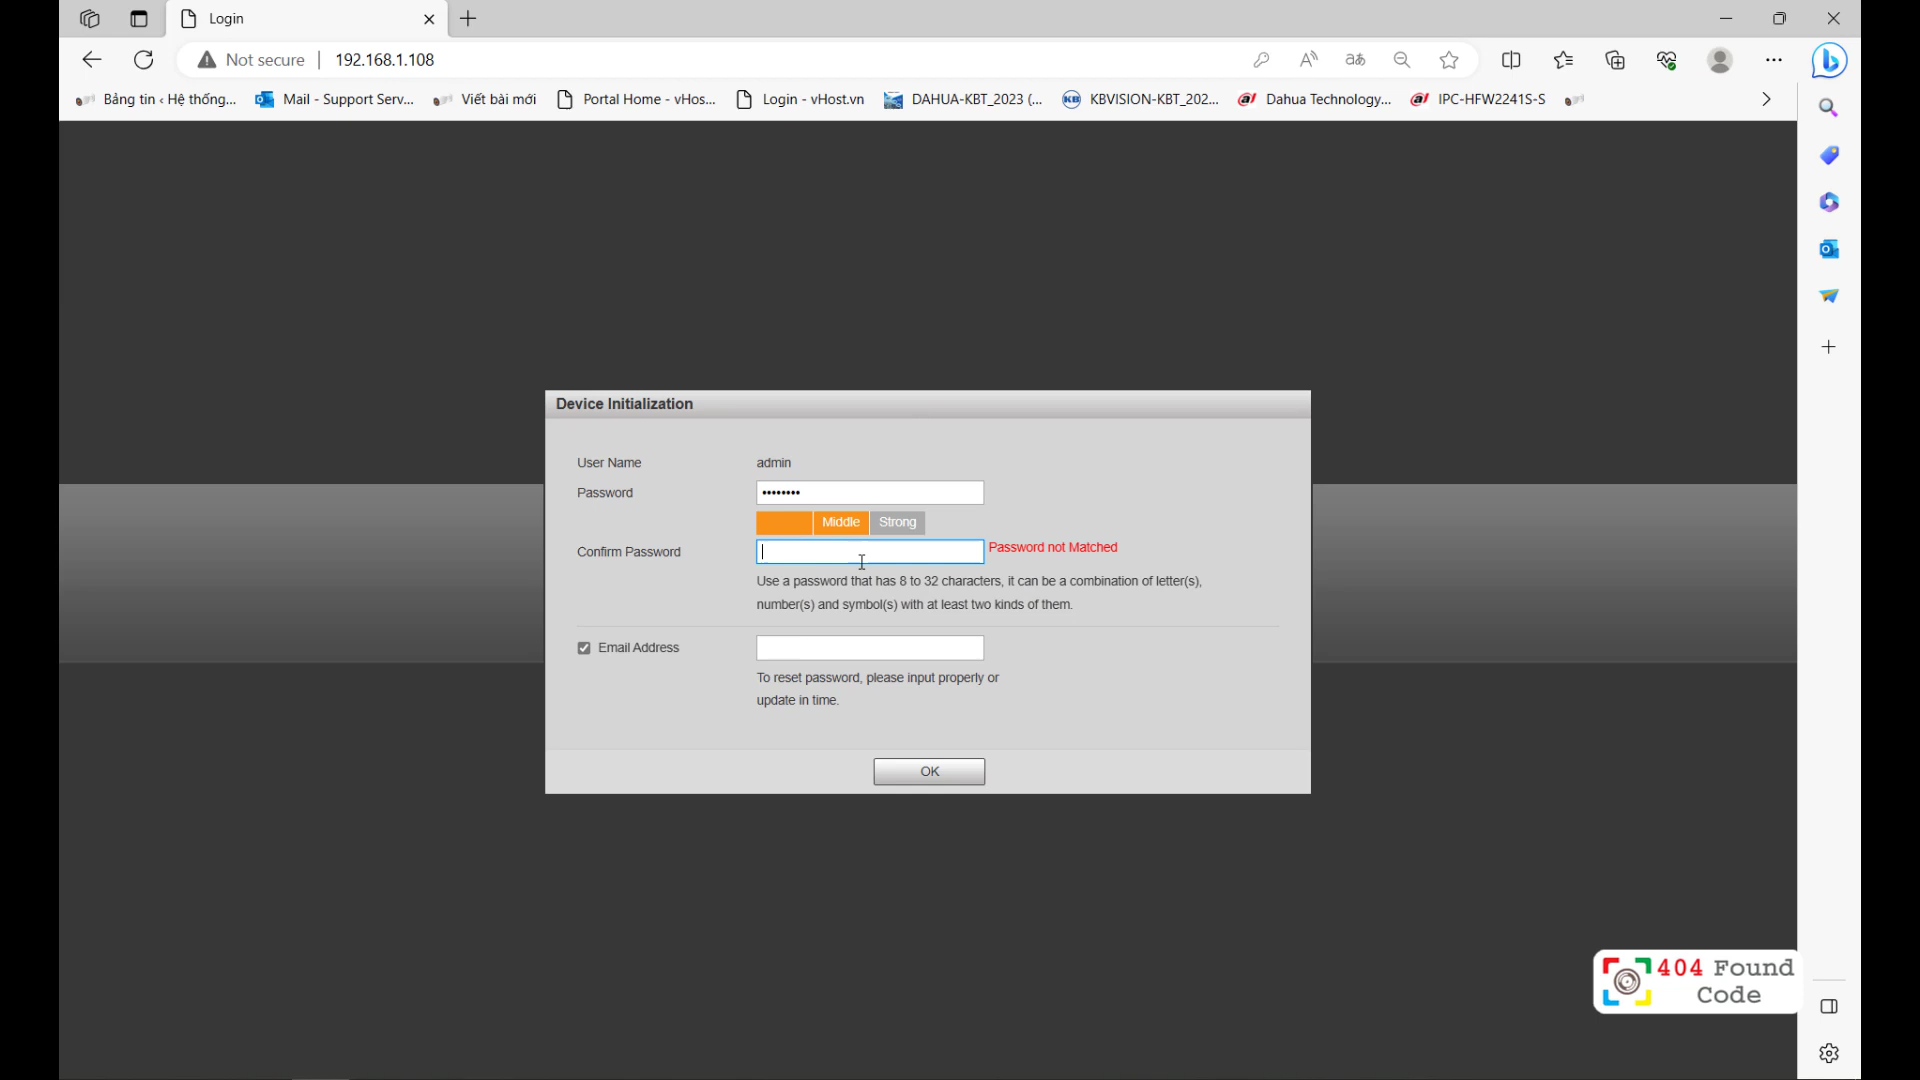 Login
Not secure | 192.168.1.108
Bảng tin ‹ Hệ thống...
Mail - Support Serv...
Viết bài mới
Portal Home - vHos...
Login - vHost.vn
DAHUA-KBT_2023 (...
KBVISION-KBT_202...
Dahua Technology...
IPC-HFW2241S-S
Device Initialization
User Name admin
Password ••••••••
Middle Strong
Confirm Password Password not Matched
Use a password that has 8 to 32 characters, it can be a combination of letter(s),
number(s) and symbol(s) with at least two kinds of them.
Email Address
To reset password, please input properly or
update in time.
OK
404 Found
Code